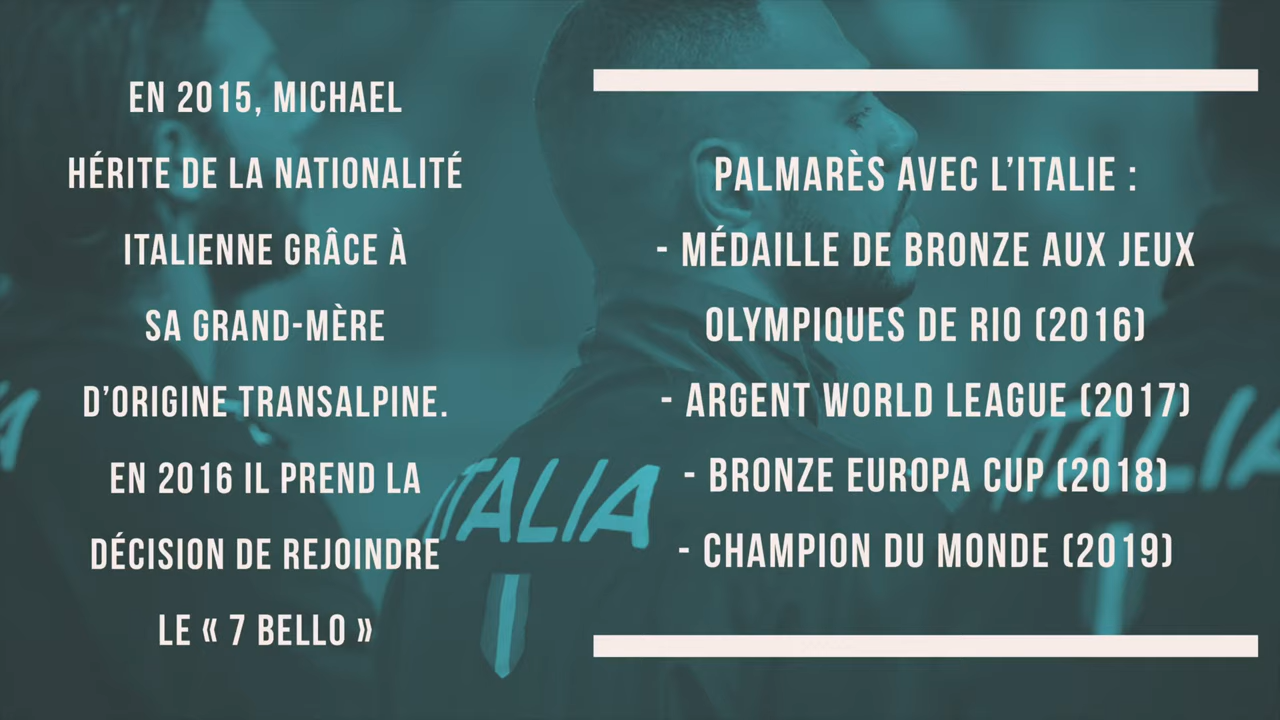 EN 2015, MICHAEL
HÉRITE DE LA NATIONALITÉ
ITALIENNE GRÂCE À
SA GRAND-MÈRE
D'ORIGINE TRANSALPINE.
EN 2016 IL PREND LA
DÉCISION DE REJOINDRE
LE « 7 BELLO »
PALMARÈS AVEC L'ITALIE :
- MÉDAILLE DE BRONZE AUX JEUX
OLYMPIQUES DE RIO (2016)
- ARGENT WORLD LEAGUE (2017)
- BRONZE EUROPA CUP (2018)
- CHAMPION DU MONDE (2019)
ITALIA
ITALIA